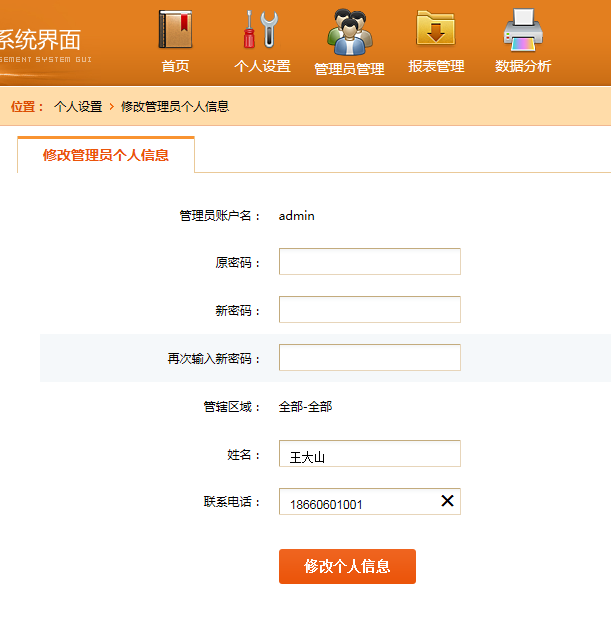 系统界面
SEMENT SYSTEM GUI
首页
个人设置
管理员管理
报表管理
数据分析
位置： 个人设置 > 修改管理员个人信息
修改管理员个人信息
管理员账户名： admin
原密码：
新密码：
再次输入新密码：
管辖区域： 全部-全部
姓名： 王大山
联系电话： 18660601001
修改个人信息